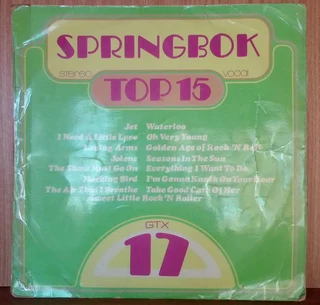 SPRINGBOK
stereo
vocal
TOP 15
Jet Waterloo
I Need A Little Love Oh Very Young
Loving Arms Golden Age of Rock 'N Roll
Jolene Seasons In The Sun
The Show Must Go On Everything I Want To Do
Mocking Bird I'm Gonna Knock On Your Door
The Air That I Breathe Take Good Care Of Her
Sweet Little Rock 'N Roller
GTX
17